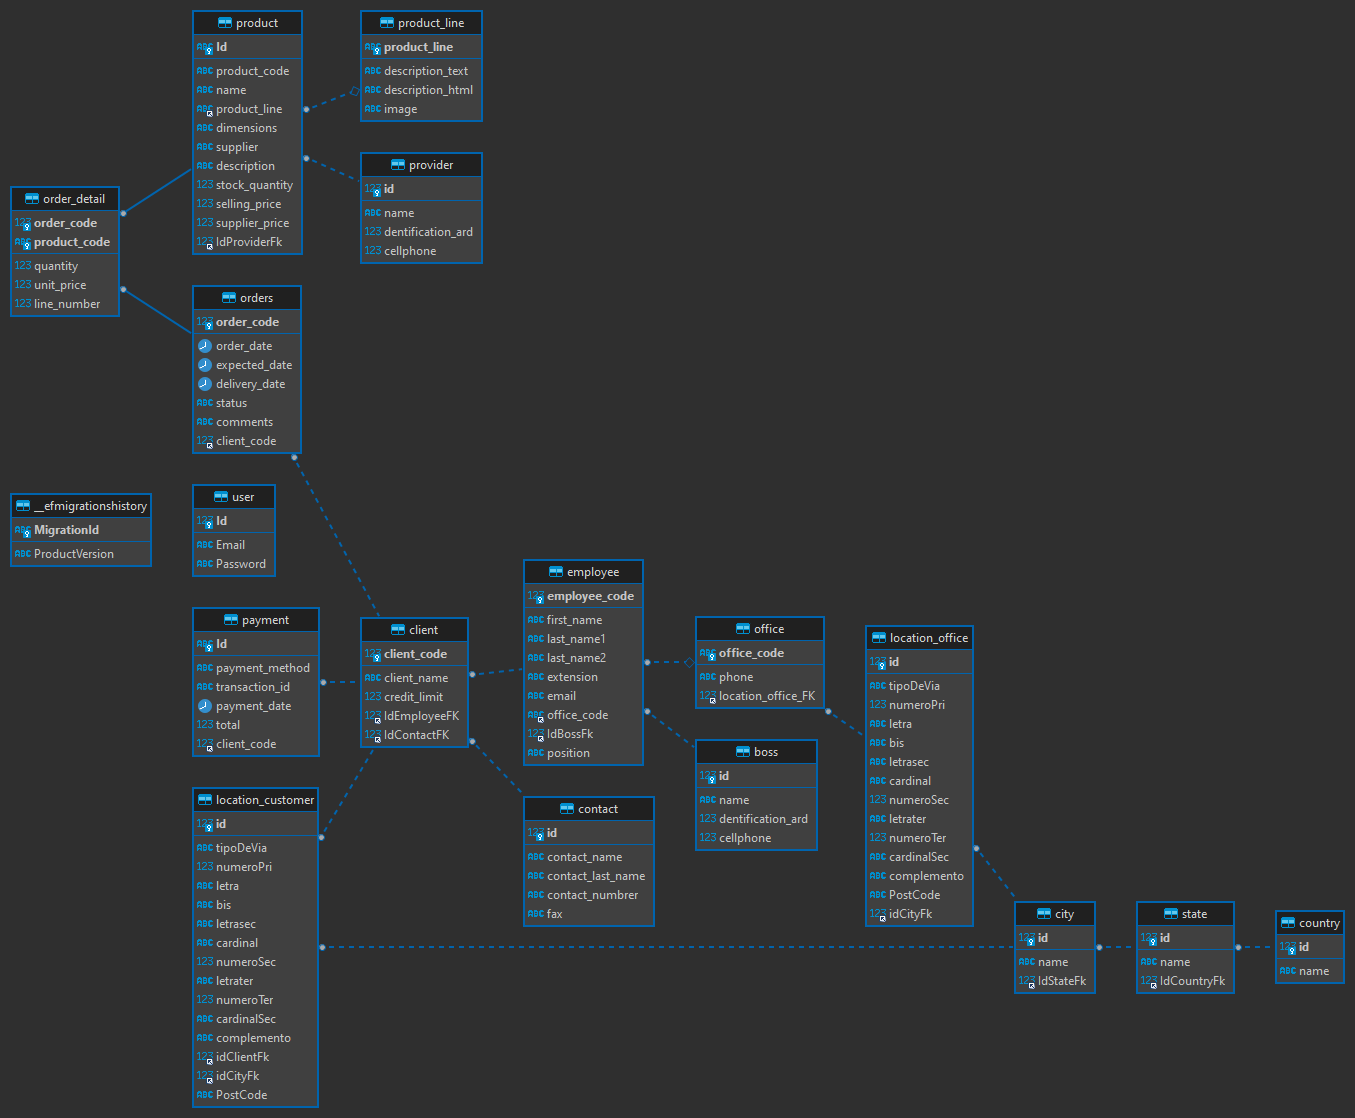 product
Id
product_code
name
product_line
dimensions
supplier
description
stock_quantity
selling_price
supplier_price
IdProviderFk
product_line
product_line
description_text
description_html
image
provider
id
name
dentification_ard
cellphone
order_detail
order_code
product_code
quantity
unit_price
line_number
orders
order_code
order_date
expected_date
delivery_date
status
comments
client_code
__efmigrationshistory
MigrationId
ProductVersion
user
Id
Email
Password
payment
Id
payment_method
transaction_id
payment_date
total
client_code
client
client_code
client_name
credit_limit
IdEmployeeFK
IdContactFK
employee
employee_code
first_name
last_name1
last_name2
extension
email
office_code
IdBossFk
position
office
office_code
phone
location_office_FK
boss
id
name
dentification_ard
cellphone
contact
id
contact_name
contact_last_name
contact_numbrer
fax
location_office
id
tipoDeVia
numeroPri
letra
bis
letrasec
cardinal
numeroSec
letrater
numeroTer
cardinalSec
complemento
PostCode
idCityFk
location_customer
id
tipoDeVia
numeroPri
letra
bis
letrasec
cardinal
numeroSec
letrater
numeroTer
cardinalSec
complemento
idClientFk
idCityFk
PostCode
city
id
name
IdStateFk
state
id
name
IdCountryFk
country
id
name